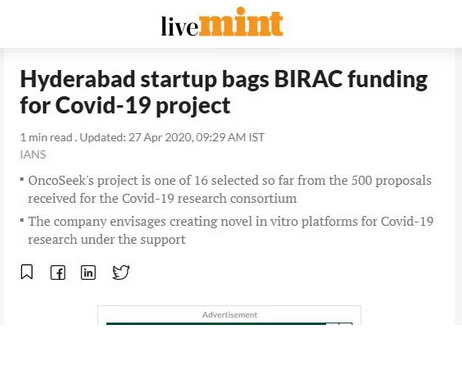 livemint
Hyderabad startup bags BIRAC funding
for Covid-19 project
1 min read . Updated: 27 Apr 2020, 09:29 AM IST
IANS
▪ OncoSeek's project is one of 16 selected so far from the 500 proposals
received for the Covid-19 research consortium
▪ The company envisages creating novel in vitro platforms for Covid-19
research under the support
Advertisement